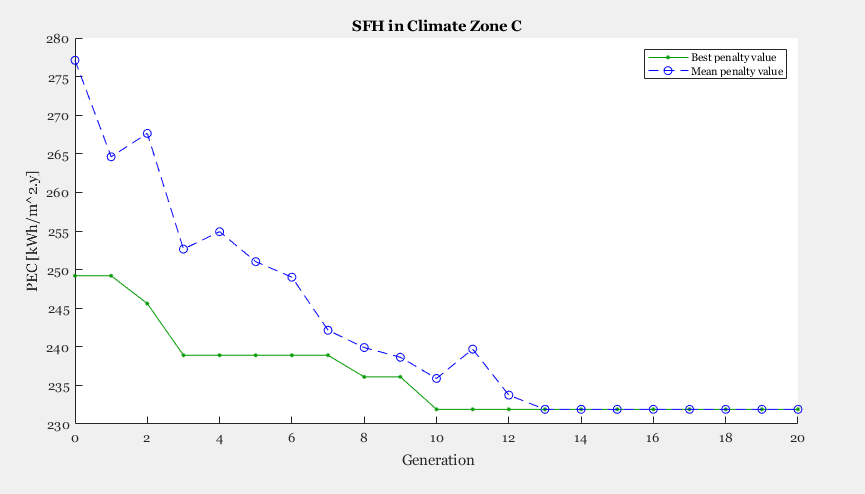 SFH in Climate Zone C
Best penalty value
Mean penalty value
280
275
270
265
260
255
250
245
240
235
230
PEC [kWh/m^2.y]
0 2 4 6 8 10 12 14 16 18 20
Generation